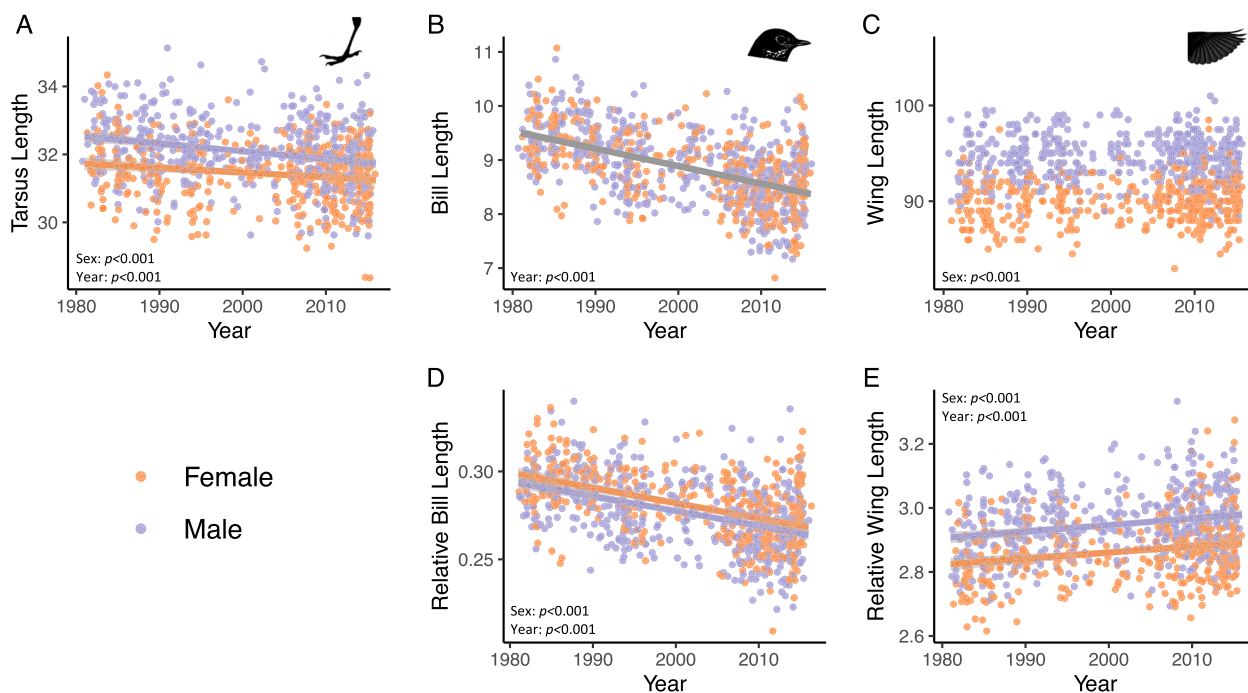 A
Tarsus Length
34
32
30
Sex: p<0.001
Year: p<0.001
1980 1990 2000 2010
Year
B
Bill Length
11
10
9
8
7
Year: p<0.001
1980 1990 2000 2010
Year
C
Wing Length
100
90
Sex: p<0.001
1980 1990 2000 2010
Year
Female
Male
D
Relative Bill Length
0.30
0.25
Sex: p<0.001
Year: p<0.001
1980 1990 2000 2010
Year
E
Relative Wing Length
Sex: p<0.001
Year: p<0.001
3.2
3.0
2.8
2.6
1980 1990 2000 2010
Year